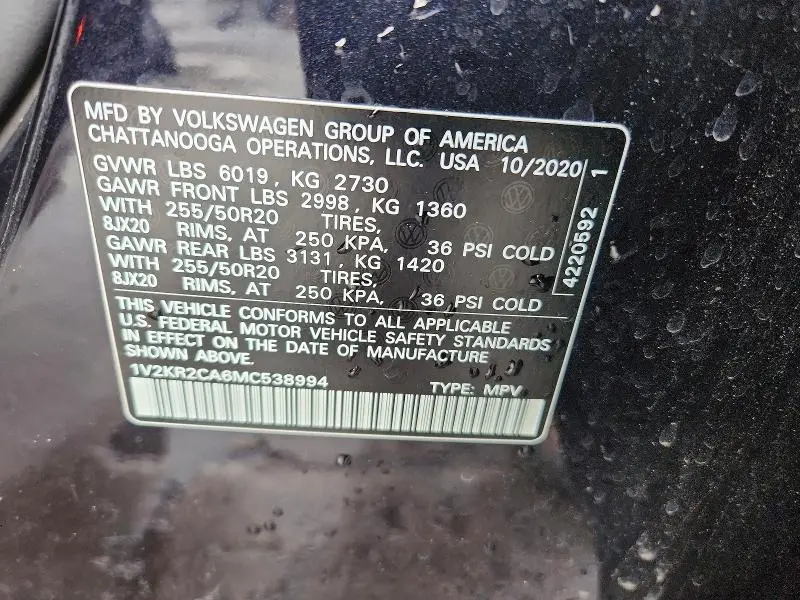 MFD BY VOLKSWAGEN GROUP OF AMERICA
CHATTANOOGA OPERATIONS, LLC. USA 10/2020
GVWR LBS 6019, KG 2730
GAWR FRONT LBS 2998, KG 1360
WITH 255/50R20 TIRES,
8JX20 RIMS, AT 250 KPA, 36 PSI COLD
GAWR REAR LBS 3131, KG 1420
WITH 255/50R20 TIRES,
8JX20 RIMS, AT 250 KPA, 36 PSI COLD
THIS VEHICLE CONFORMS TO ALL APPLICABLE
U.S. FEDERAL MOTOR VEHICLE SAFETY STANDARDS
IN EFFECT ON THE DATE OF MANUFACTURE
SHOWN ABOVE
1V2KR2CA6MC538994 TYPE: MPV
4220592 1